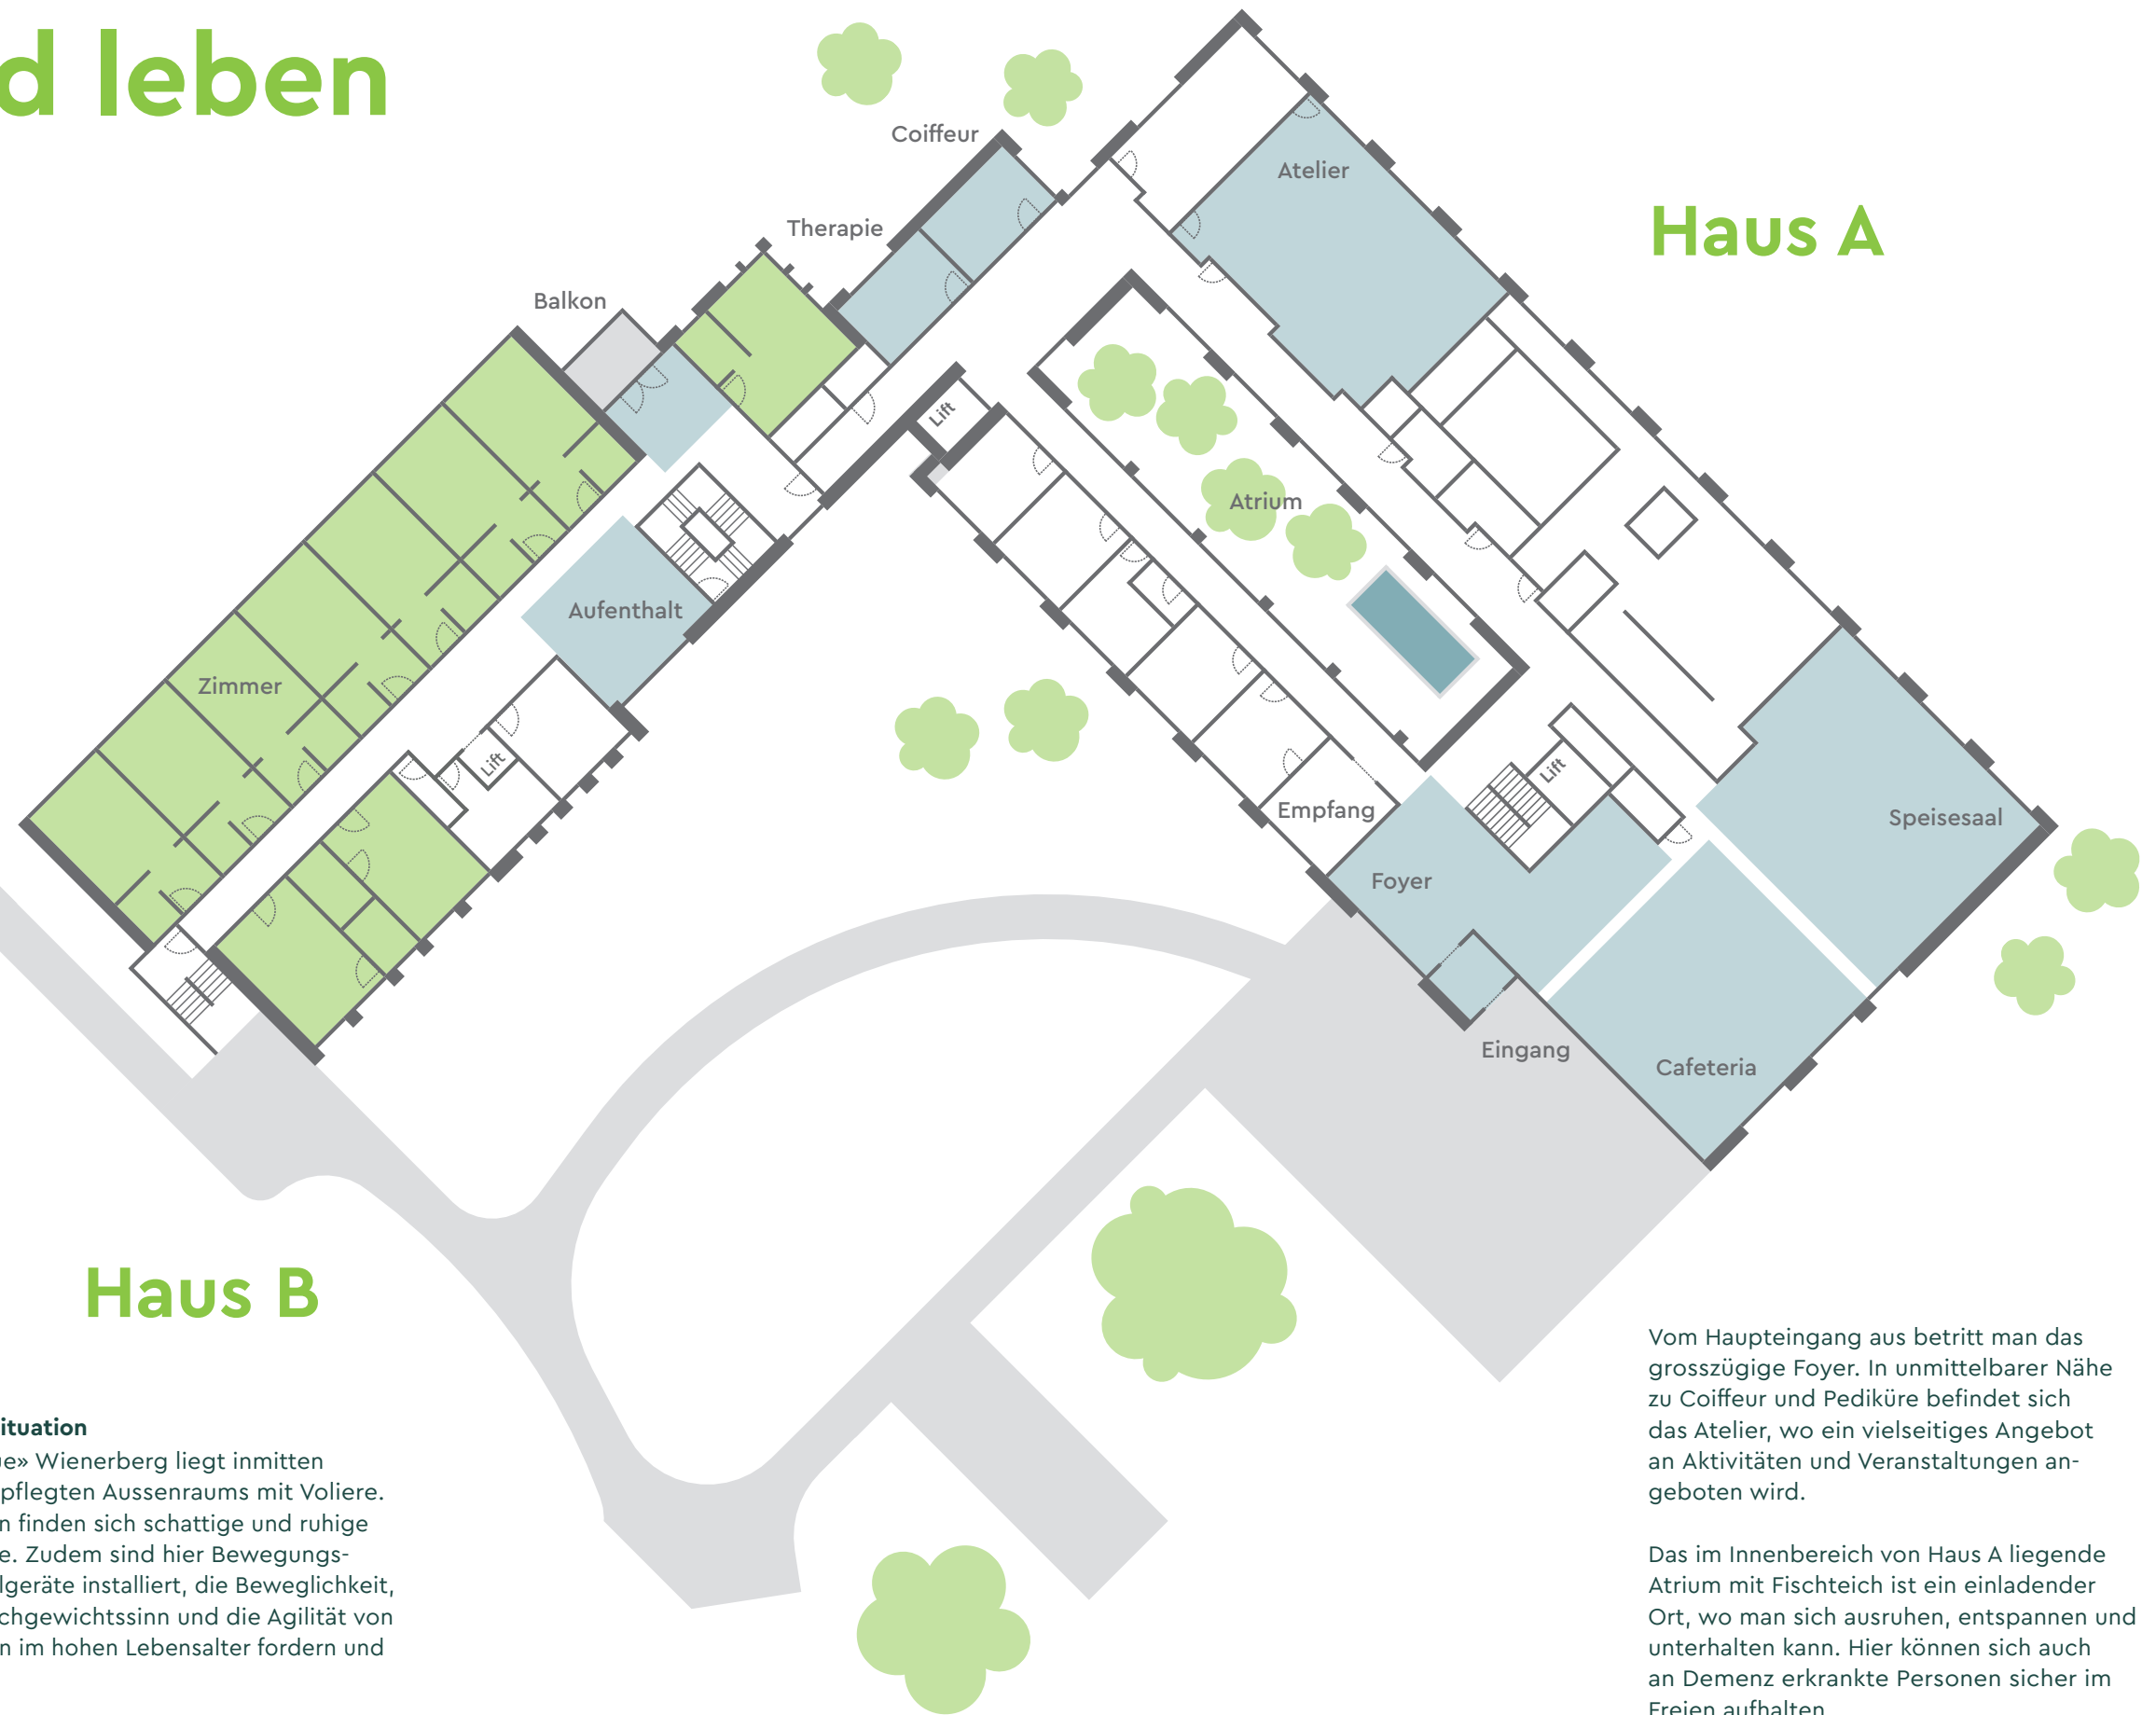 d leben
Coiffeur
Therapie
Balkon
Atelier
Haus A
Lift
Atrium
Aufenthalt
Zimmer
Lift
Lift
Empfang
Speisesaal
Foyer
Eingang
Cafeteria
Haus B
ituation
e» Wienerberg liegt inmitten
pflegten Aussenraums mit Voliere.
n finden sich schattige und ruhige
e. Zudem sind hier Bewegungs-
lgeräte installiert, die Beweglichkeit,
chgewichtssinn und die Agilität von
n im hohen Lebensalter fordern und
Vom Haupteingang aus betritt man das
grosszügige Foyer. In unmittelbarer Nähe
zu Coiffeur und Pediküre befindet sich
das Atelier, wo ein vielseitiges Angebot
an Aktivitäten und Veranstaltungen an-
geboten wird.
Das im Innenbereich von Haus A liegende
Atrium mit Fischteich ist ein einladender
Ort, wo man sich ausruhen, entspannen und
unterhalten kann. Hier können sich auch
an Demenz erkrankte Personen sicher im
Freien aufhalten